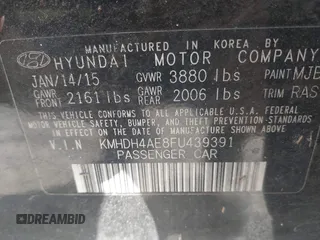 MANUFACTURED IN KOREA BY
HYUNDAI MOTOR COMPANY
JAN/14/15 GVWR 3880 lbs PAINT MJB
GAWR FRONT 2161 lbs GAWR REAR 2006 lbs TRIM RAS
THIS VEHICLE CONFORMS TO ALL APPLICABLE U.S. FEDERAL
MOTOR VEHICLE SAFETY, BUMPER, AND THEFT PREVENTION
STANDARDS IN EFFECT ON THE DATE OF MANUFACTURE SHOWN
V.I.N KMHDH4AE8FU439391
PASSENGER CAR
DREAMBID